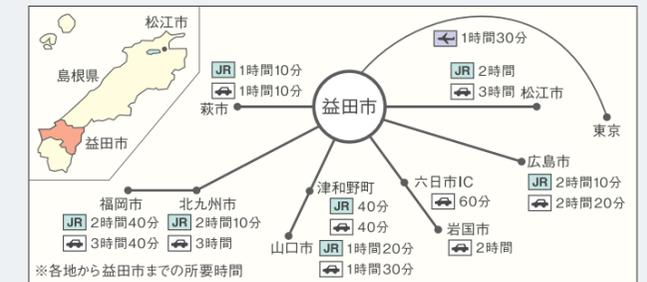 松江市
島根県
益田市
1時間30分
JR 1時間10分
1時間10分
萩市
益田市
JR 2時間
3時間 松江市
東京
広島市
JR 2時間10分
2時間20分
福岡市
JR 2時間40分
3時間40分
北九州市
JR 2時間10分
3時間
津和野町
JR 40分
40分
六日市IC
60分
岩国市
2時間
山口市 JR 1時間20分
1時間30分
※各地から益田市までの所要時間